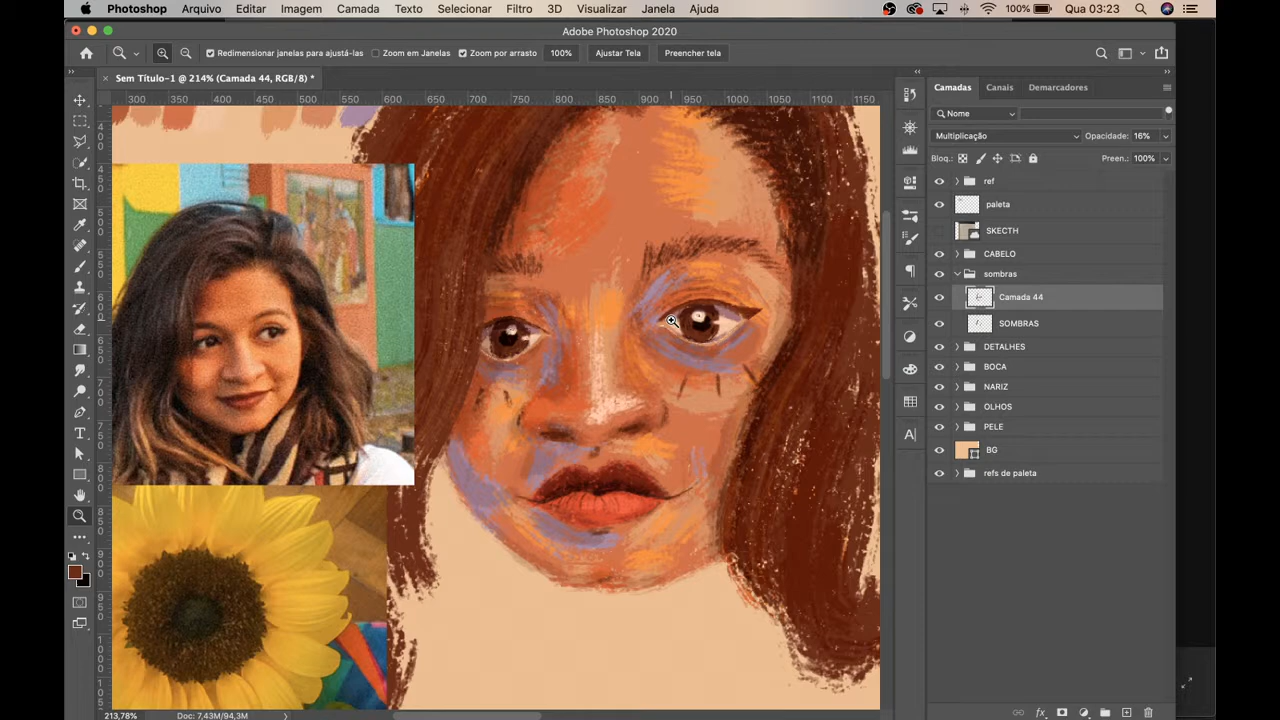 Photoshop Arquivo Editar Imagem Camada Texto Selecionar Filtro 3D Visualizar Janela Ajuda 100% Qua 03:23
Adobe Photoshop 2020
Redimensionar janelas para ajustá-las Zoom em Janelas Zoom por arrasto 100% Ajustar Tela Preencher tela
Sem Título-1 @ 214% (Camada 44, RGB/8) *
300 350 400 450 500 550 600 650 700 750 800 850 900 950 1000 1050 1100 1150
Camadas Canais Demarcadores
Nome
Multiplicação Opacidade: 16%
Bloq.: Preen.: 100%
ref
paleta
SKECTH
CABELO
sombras
Camada 44
SOMBRAS
DETALHES
BOCA
NARIZ
OLHOS
PELE
BG
refs de paleta
213,78% Doc: 7,43M/94,3M